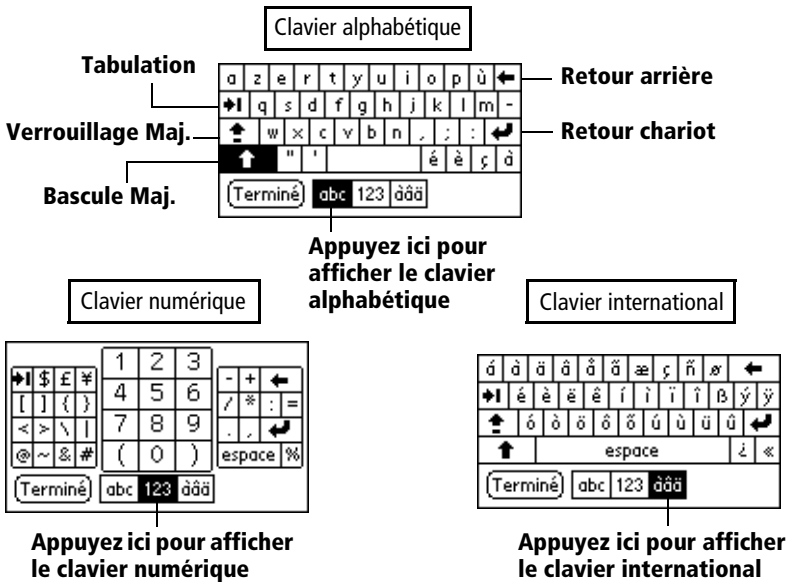 Clavier alphabétique
Tabulation
Retour arrière
Verrouillage Maj.
Retour chariot
Bascule Maj.
a z e r t y u i o p ù
q s d f g h j k l m -
w x c v b n , ; :
" ' é è ç à
Terminé abc 123 àâä
Appuyez ici pour
afficher le clavier
alphabétique
Clavier numérique
1 2 3
$ £ ¥ 4 5 6 - +
[ ] { } / * : =
< > \ | 7 8 9 . ,
@ ~ & # ( 0 ) espace %
Terminé abc 123 àâä
Appuyez ici pour afficher
le clavier numérique
Clavier international
á à ä â å ã æ ç ñ ø
é è ë ê í ì ï î ß ý ÿ
ó ò ö ô õ ú ù ü û
espace ¿ «
Terminé abc 123 àâä
Appuyez ici pour afficher
le clavier international